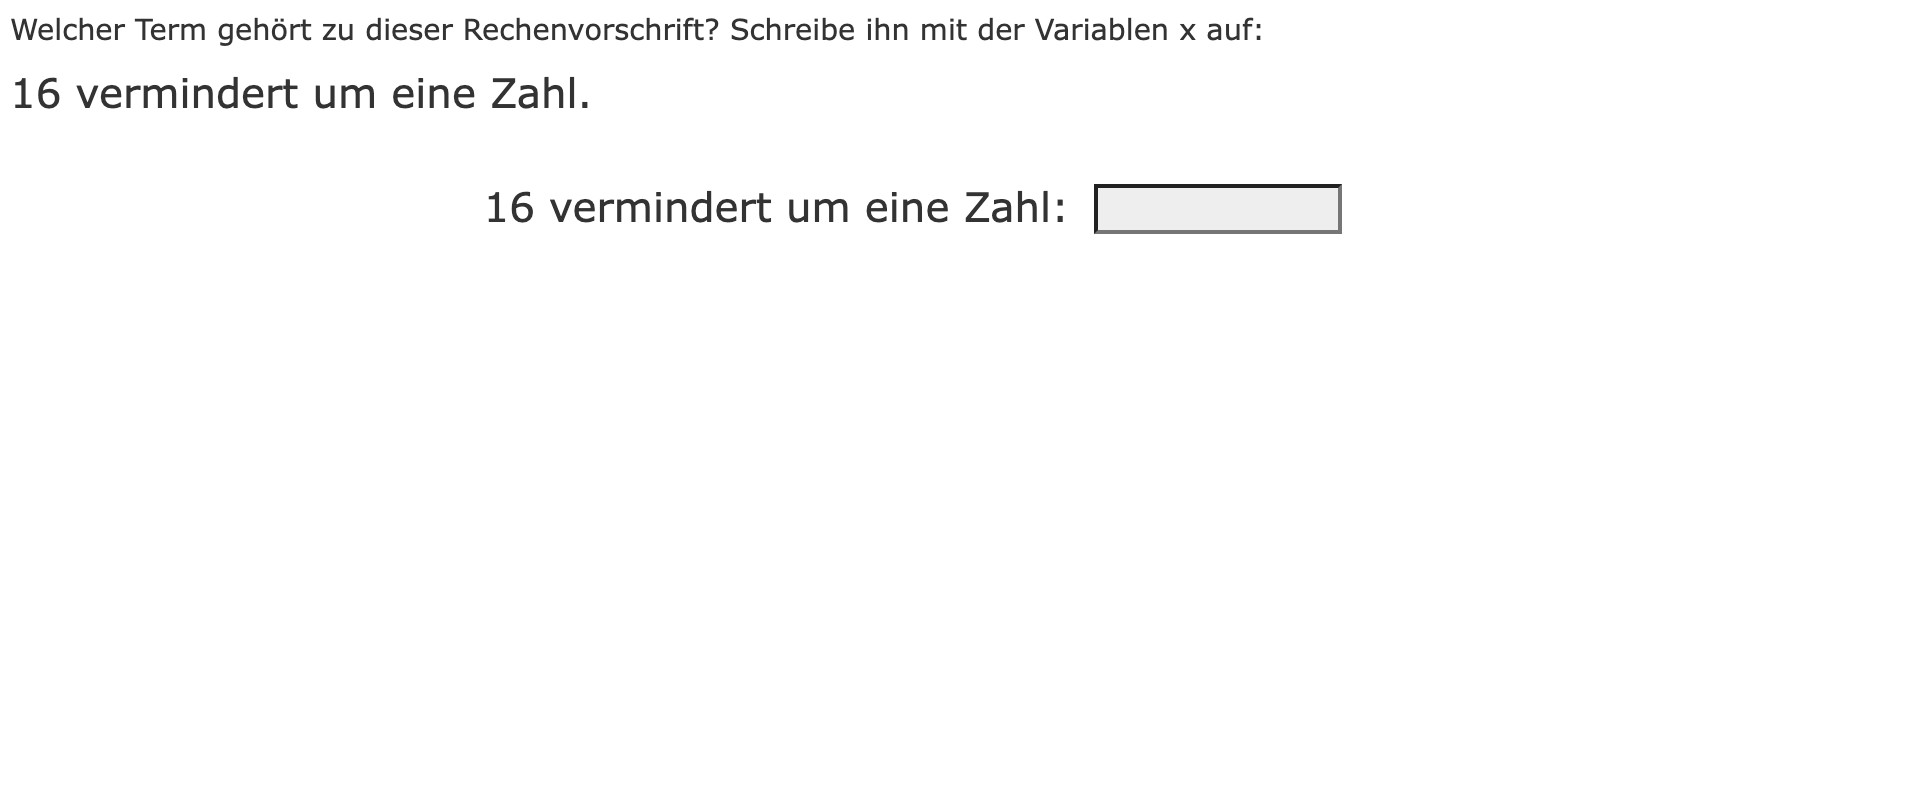 Welcher Term gehört zu dieser Rechenvorschrift? Schreibe ihn mit der Variablen x auf:
16 vermindert um eine Zahl.
16 vermindert um eine Zahl: